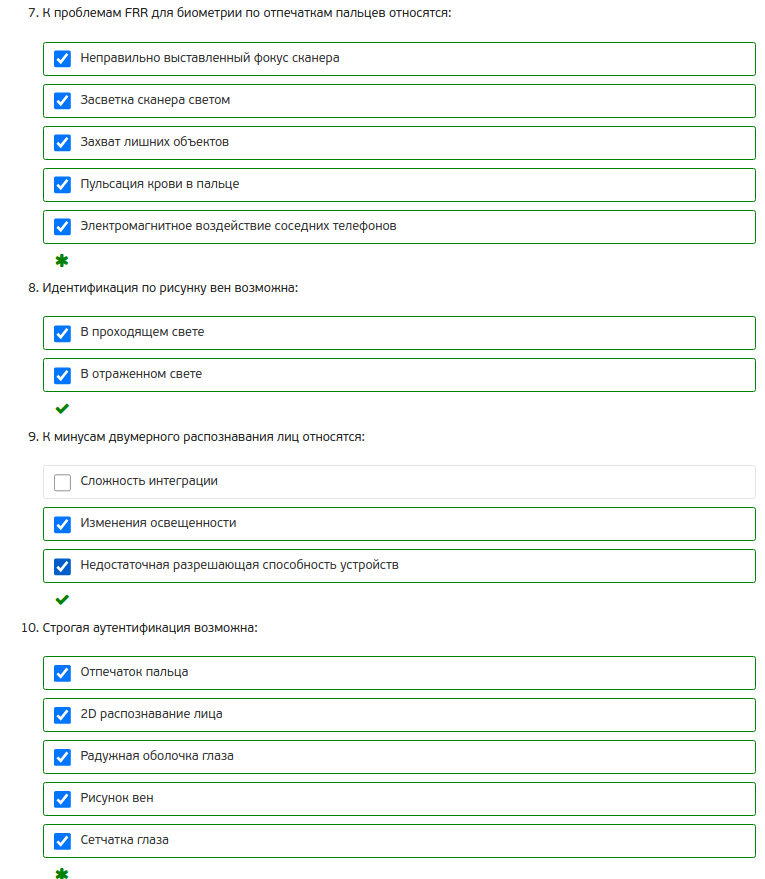 7. К проблемам FRR для биометрии по отпечаткам пальцев относятся:
Неправильно выставленный фокус сканера
Засветка сканера светом
Захват лишних объектов
Пульсация крови в пальце
Электромагнитное воздействие соседних телефонов
8. Идентификация по рисунку вен возможна:
В проходящем свете
В отраженном свете
9. К минусам двумерного распознавания лиц относятся:
Сложность интеграции
Изменения освещенности
Недостаточная разрешающая способность устройств
10. Строгая аутентификация возможна:
Отпечаток пальца
2D распознавание лица
Радужная оболочка глаза
Рисунок вен
Сетчатка глаза